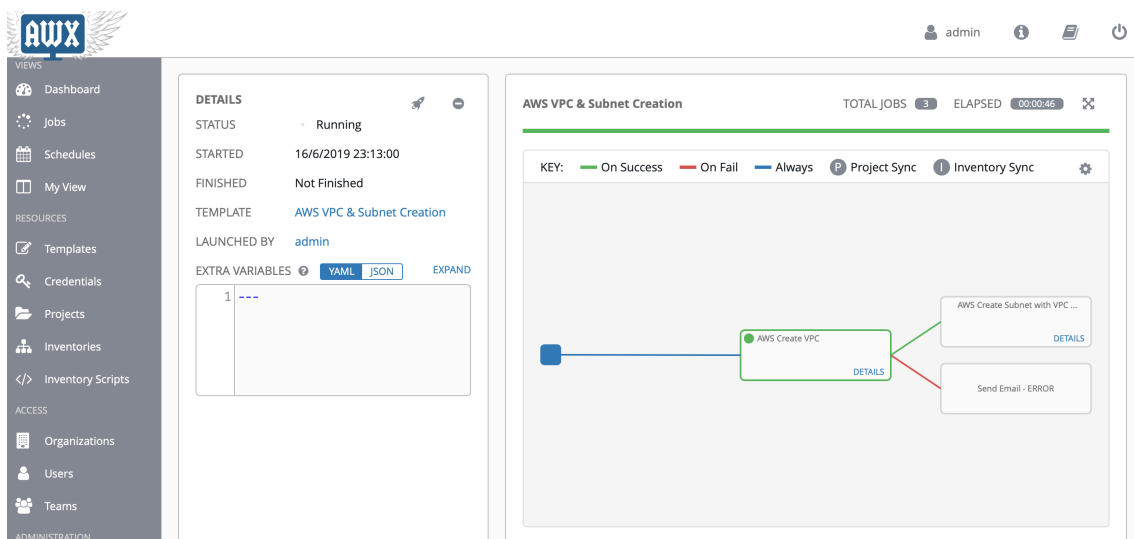 AWX
admin
VIEWS
Dashboard
Jobs
Schedules
My View
RESOURCES
Templates
Credentials
Projects
Inventories
</> Inventory Scripts
ACCESS
Organizations
Users
Teams
ADMINISTRATION
DETAILS
STATUS Running
STARTED 16/6/2019 23:13:00
FINISHED Not Finished
TEMPLATE AWS VPC & Subnet Creation
LAUNCHED BY admin
EXTRA VARIABLES ? YAML JSON EXPAND
1 ---
AWS VPC & Subnet Creation TOTAL JOBS 3 ELAPSED 00:00:46
KEY: On Success On Fail Always P Project Sync I Inventory Sync
AWS Create VPC
DETAILS
AWS Create Subnet with VPC ...
DETAILS
Send Email - ERROR